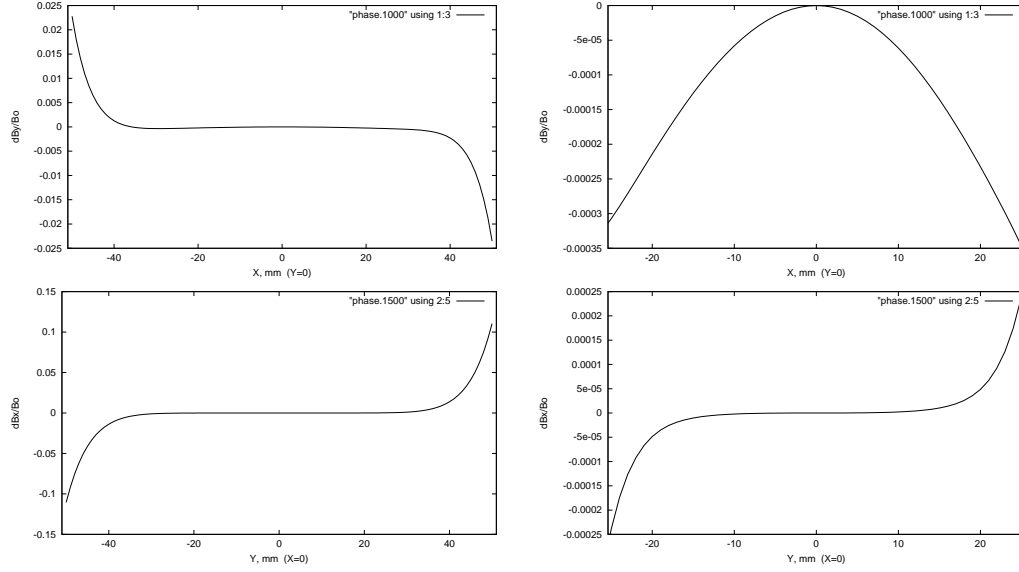 0.025
0.02
0.015
0.01
0.005
0
-0.005
-0.01
-0.015
-0.02
-0.025
dBy/Bo
"phase.1000" using 1:3
-40 -20 0 20 40
X, mm (Y=0)
0
-5e-05
-0.0001
-0.00015
-0.0002
-0.00025
-0.0003
-0.00035
dBy/Bo
"phase.1000" using 1:3
-20 -10 0 10 20
X, mm (Y=0)
0.15
0.1
0.05
0
-0.05
-0.1
-0.15
dBx/Bo
"phase.1500" using 2:5
-40 -20 0 20 40
Y, mm (X=0)
0.00025
0.0002
0.00015
0.0001
5e-05
0
-5e-05
-0.0001
-0.00015
-0.0002
-0.00025
dBx/Bo
"phase.1500" using 2:5
-20 -10 0 10 20
Y, mm (X=0)